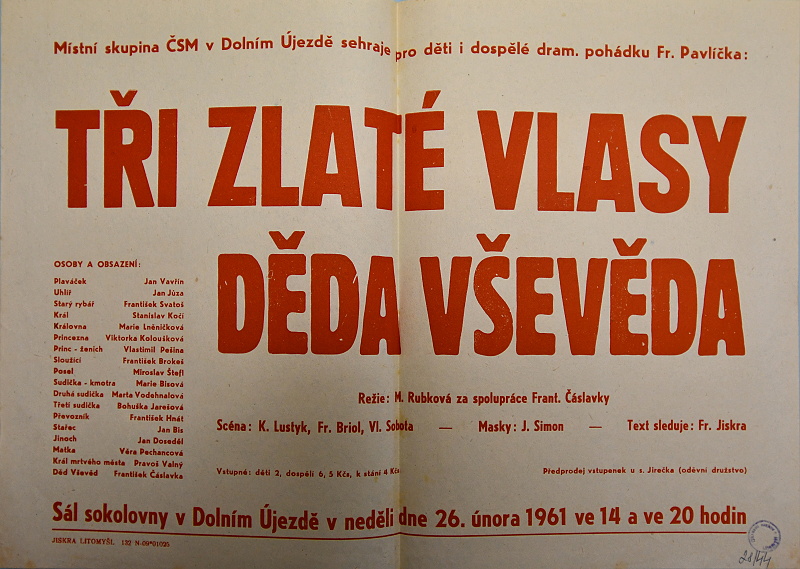 Místní skupina ČSM v Dolním Újezdě sehraje pro děti i dospělé dram. pohádku Fr. Pavlíčka:
TŘI ZLATÉ VLASY
DĚDA VŠEVĚDA
OSOBY A OBSAZENÍ:
Plaváček Jan Vavřín
Uhlíř Jan Jůza
Starý rybář František Svatoš
Král Stanislav Kočí
Královna Marie Lněníčková
Princezna Viktorka Koloušková
Princ - ženich Vlastimil Pešina
Sloužící František Brokeš
Posel Miroslav Štefl
Sudička - kmotra Marie Bisová
Druhá sudička Marta Vodehnalová
Třetí sudička Bohuška Jarešová
Převozník František Hnát
Stařec Jan Bis
Jinoch Jan Doseděl
Matka Věra Pechancová
Král mrtvého města Pravoš Valný
Děd Vševěd František Čáslavka
Režie: M. Rubková za spolupráce Frant. Čáslavky
Scéna: K. Lustyk, Fr. Briol, Vl. Sobota — Masky: J. Simon — Text sleduje: Fr. Jiskra
Vstupné: děti 2, dospělí 6, 5 Kčs, k stání 4 Kčs Předprodej vstupenek u s. Jirečka (oděvní družstvo)
Sál sokolovny v Dolním Újezdě v neděli dne 26. února 1961 ve 14 a ve 20 hodin
JISKRA LITOMYŠL 132 N-08*01025